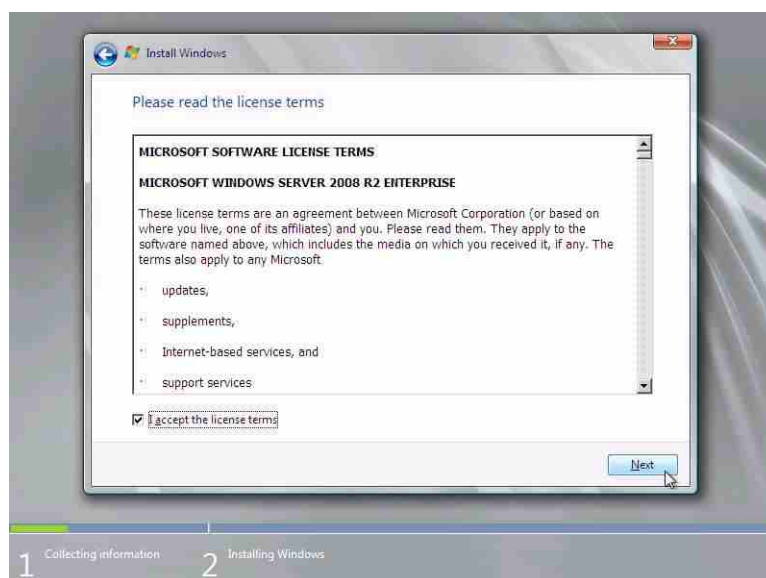 Install Windows
Please read the license terms
MICROSOFT SOFTWARE LICENSE TERMS
MICROSOFT WINDOWS SERVER 2008 R2 ENTERPRISE
These license terms are an agreement between Microsoft Corporation (or based on
where you live, one of its affiliates) and you. Please read them. They apply to the
software named above, which includes the media on which you received it, if any. The
terms also apply to any Microsoft
· updates,
· supplements,
· Internet-based services, and
· support services
I accept the license terms
Next
1 Collecting information
2 Installing Windows